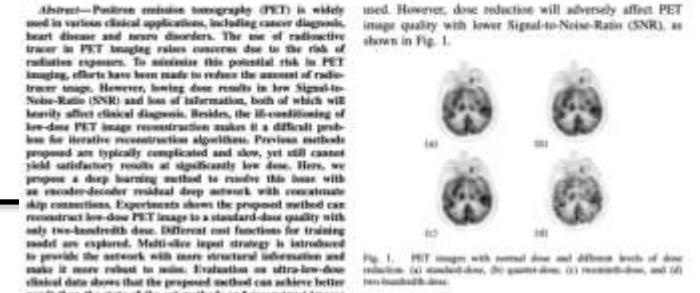 Abstract—Positron emission tomography (PET) is widely
used in various clinical applications, including cancer diagnosis,
heart disease and neuro disorders. The use of radioactive
tracer in PET imaging raises concerns due to the risk of
radiation exposure. To minimize this potential risk in PET
imaging, efforts have been made to reduce the amount of radio-
tracer usage. However, lowing dose results in low Signal-to-
Noise-Ratio (SNR) and loss of information, both of which will
heavily affect clinical diagnosis. Besides, the ill-conditioning of
low-dose PET image reconstruction makes it a difficult prob-
lem for iterative reconstruction algorithms. Previous methods
proposed are typically complicated and slow, yet still cannot
yield satisfactory results at significantly low dose. Here, we
propose a deep learning method to resolve this issue with
an encoder-decoder residual deep network with concatenate
skip connections. Experiments shows the proposed method can
reconstruct low-dose PET image to a standard-dose quality with
only two-hundredth dose. Different cost functions for training
model are explored. Multi-slice input strategy is introduced
to provide the network with more structural information and
make it more robust to noise. Evaluation on ultra-low-dose
clinical data shows that the proposed method can achieve better
used. However, dose reduction will adversely affect PET
image quality with lower Signal-to-Noise-Ratio (SNR), as
shown in Fig. 1.
(a) (b)
(c) (d)
Fig. 1. PET images with normal dose and different levels of dose
reduction. (a) standard-dose, (b) quarter-dose, (c) twentieth-dose, and (d)
two-hundredth-dose.